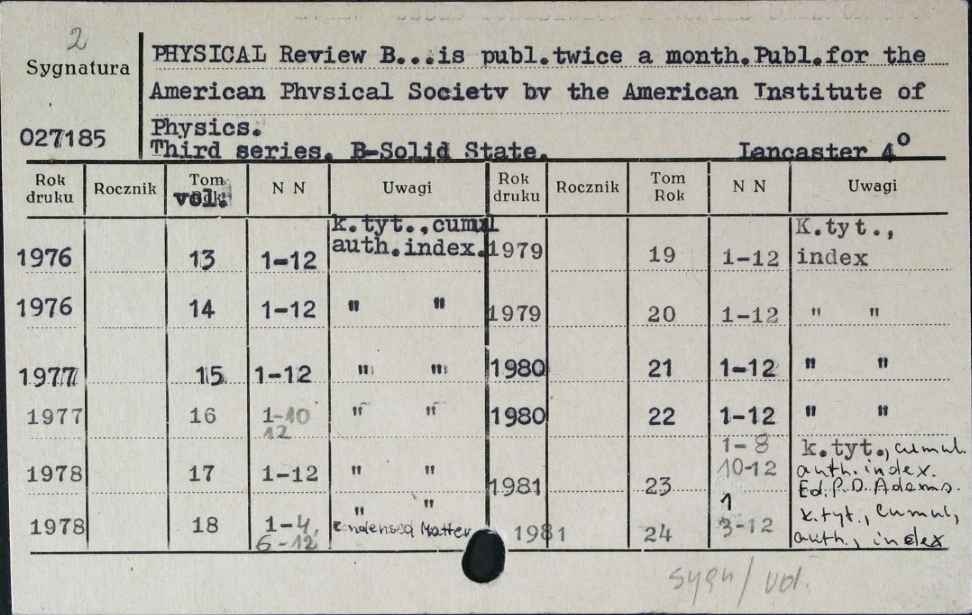 2
Sygnatura
027185
PHYSICAL Review B...is publ.twice a month.Publ.for the
American Physical Society by the American Institute of
Physics.
Third series. B-Solid State. Lancaster 4°
Rok druku Rocznik Tom vol. N N Uwagi Rok druku Rocznik Tom Rok N N Uwagi
1976 13 1-12 k.tyt.,cumul auth.index. 1979 19 1-12 K.tyt., index
1976 14 1-12 " " 1979 20 1-12 " "
1977 15 1-12 " " 1980 21 1-12 " "
1977 16 1-10 12 " " 1980 22 1-12 " "
1978 17 1-12 " " 1981 23 1-8 10-12 k.tyt., cumul. auth. index. Ed. P.D. Adams.
1978 18 1-4, 6-12 " " Condensed Matter 1981 24 1 3-12 k.tyt., cumul, auth., index
sygn/vol.